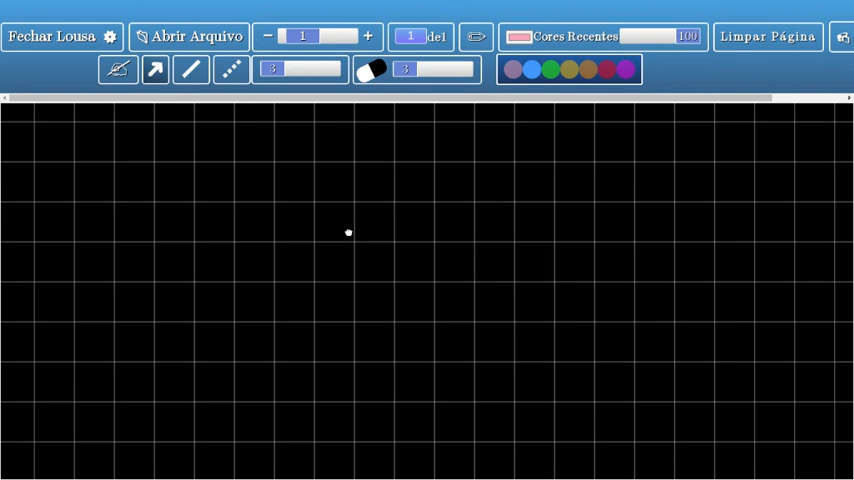 Fechar Lousa Abrir Arquivo − 1 + 1 de1 Cores Recentes 100 Limpar Página
3 3